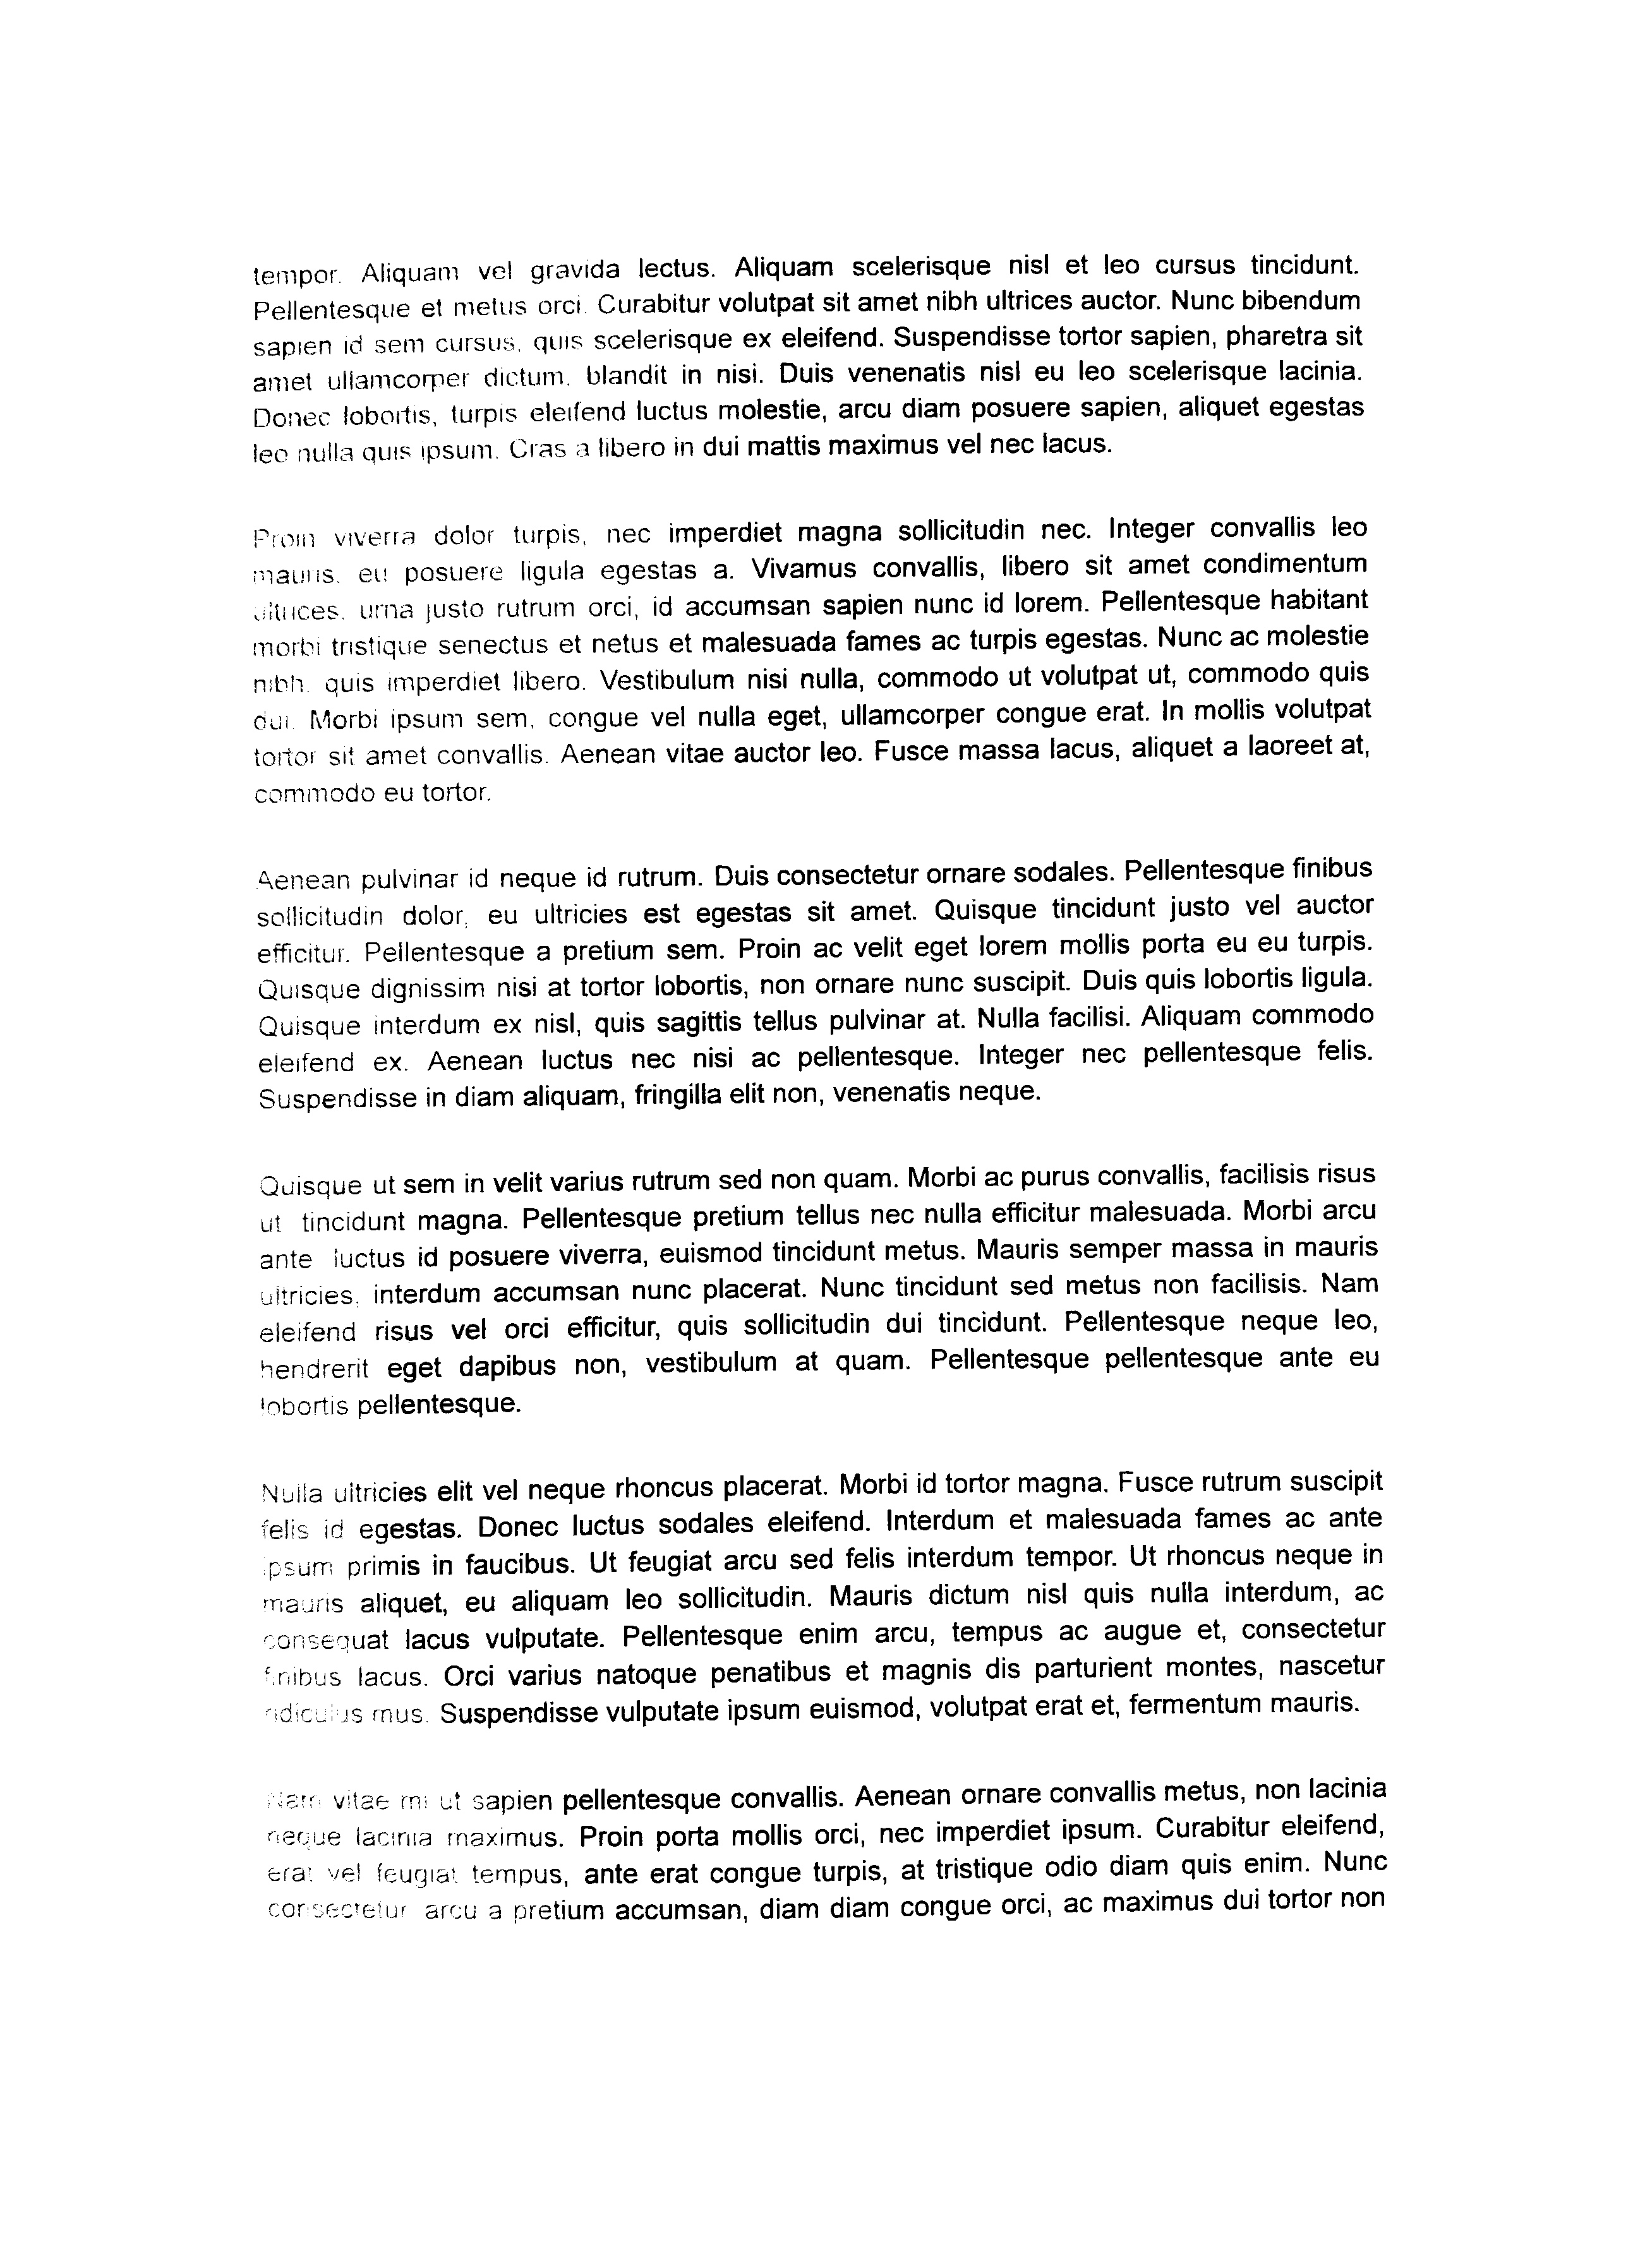 tempor. Aliquam vel gravida lectus. Aliquam scelerisque nisl et leo cursus tincidunt.
Pellentesque et metus orci. Curabitur volutpat sit amet nibh ultrices auctor. Nunc bibendum
sapien id sem cursus, quis scelerisque ex eleifend. Suspendisse tortor sapien, pharetra sit
amet ullamcorper dictum, blandit in nisi. Duis venenatis nisl eu leo scelerisque lacinia.
Donec lobortis, turpis eleifend luctus molestie, arcu diam posuere sapien, aliquet egestas
leo nulla quis ipsum. Cras a libero in dui mattis maximus vel nec lacus.
Proin viverra dolor turpis, nec imperdiet magna sollicitudin nec. Integer convallis leo
mauris, eu posuere ligula egestas a. Vivamus convallis, libero sit amet condimentum
ultrices, urna justo rutrum orci, id accumsan sapien nunc id lorem. Pellentesque habitant
morbi tristique senectus et netus et malesuada fames ac turpis egestas. Nunc ac molestie
nibh, quis imperdiet libero. Vestibulum nisi nulla, commodo ut volutpat ut, commodo quis
dui. Morbi ipsum sem, congue vel nulla eget, ullamcorper congue erat. In mollis volutpat
tortor sit amet convallis. Aenean vitae auctor leo. Fusce massa lacus, aliquet a laoreet at,
commodo eu tortor.
Aenean pulvinar id neque id rutrum. Duis consectetur ornare sodales. Pellentesque finibus
sollicitudin dolor, eu ultricies est egestas sit amet. Quisque tincidunt justo vel auctor
efficitur. Pellentesque a pretium sem. Proin ac velit eget lorem mollis porta eu eu turpis.
Quisque dignissim nisi at tortor lobortis, non ornare nunc suscipit. Duis quis lobortis ligula.
Quisque interdum ex nisl, quis sagittis tellus pulvinar at. Nulla facilisi. Aliquam commodo
eleifend ex. Aenean luctus nec nisi ac pellentesque. Integer nec pellentesque felis.
Suspendisse in diam aliquam, fringilla elit non, venenatis neque.
Quisque ut sem in velit varius rutrum sed non quam. Morbi ac purus convallis, facilisis risus
ut tincidunt magna. Pellentesque pretium tellus nec nulla efficitur malesuada. Morbi arcu
ante luctus id posuere viverra, euismod tincidunt metus. Mauris semper massa in mauris
ultricies, interdum accumsan nunc placerat. Nunc tincidunt sed metus non facilisis. Nam
eleifend risus vel orci efficitur, quis sollicitudin dui tincidunt. Pellentesque neque leo,
hendrerit eget dapibus non, vestibulum at quam. Pellentesque pellentesque ante eu
lobortis pellentesque.
Nulla ultricies elit vel neque rhoncus placerat. Morbi id tortor magna. Fusce rutrum suscipit
felis id egestas. Donec luctus sodales eleifend. Interdum et malesuada fames ac ante
ipsum primis in faucibus. Ut feugiat arcu sed felis interdum tempor. Ut rhoncus neque in
mauris aliquet, eu aliquam leo sollicitudin. Mauris dictum nisl quis nulla interdum, ac
consequat lacus vulputate. Pellentesque enim arcu, tempus ac augue et, consectetur
finibus lacus. Orci varius natoque penatibus et magnis dis parturient montes, nascetur
ridiculus mus. Suspendisse vulputate ipsum euismod, volutpat erat et, fermentum mauris.
Nam vitae mi ut sapien pellentesque convallis. Aenean ornare convallis metus, non lacinia
neque lacinia maximus. Proin porta mollis orci, nec imperdiet ipsum. Curabitur eleifend,
erat vel feugiat tempus, ante erat congue turpis, at tristique odio diam quis enim. Nunc
consectetur arcu a pretium accumsan, diam diam congue orci, ac maximus dui tortor non